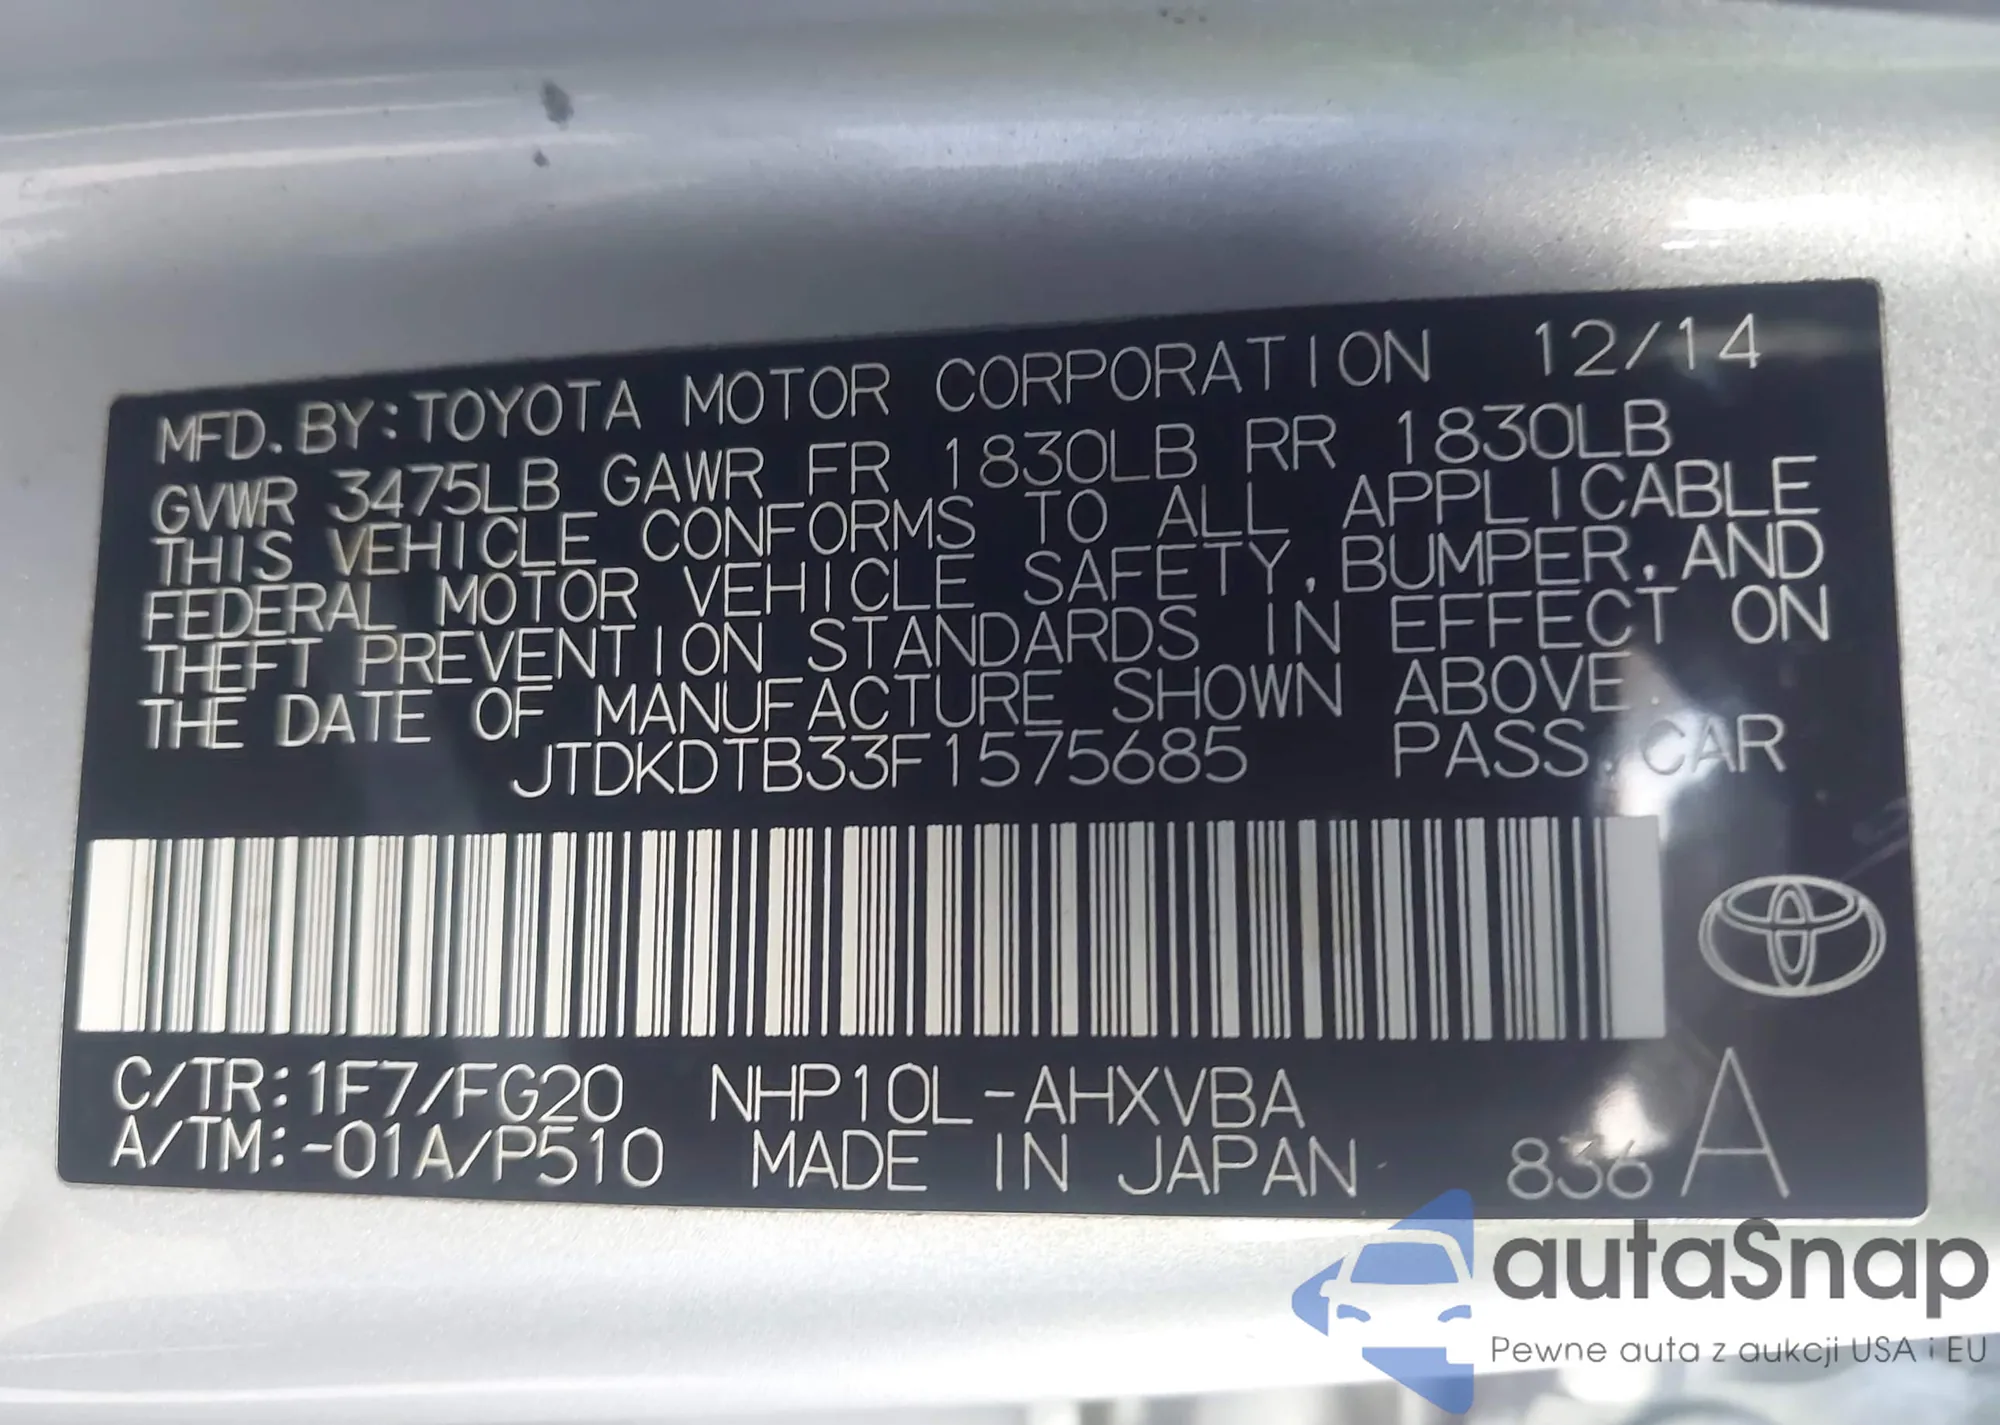 MFD. BY: TOYOTA MOTOR CORPORATION 12/14
GVWR 3475LB GAWR FR 1830LB RR 1830LB
THIS VEHICLE CONFORMS TO ALL APPLICABLE
FEDERAL MOTOR VEHICLE SAFETY, BUMPER, AND
THEFT PREVENTION STANDARDS IN EFFECT ON
THE DATE OF MANUFACTURE SHOWN ABOVE.
JTDKDTB33F1575685 PASS. CAR
C/TR: 1F7/FG20 NHP10L-AHXVBA
A/TM: -01A/P510 MADE IN JAPAN 836 A
autoSnap
Pewne auta z aukcji USA i EU